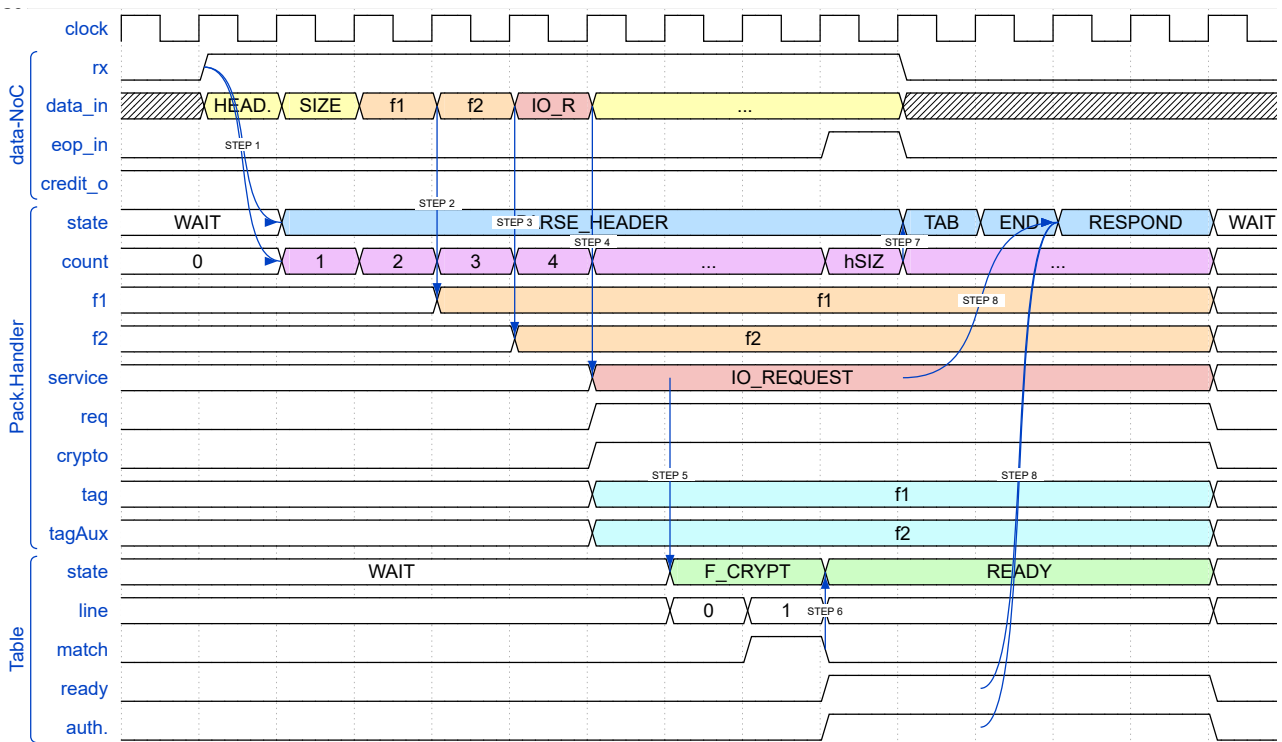 clock
rx
data_in HEAD. SIZE f1 f2 IO_R ...
eop_in STEP 1
credit_o
data-NoC
STEP 2
state WAIT STEP 3 RSE_HEADER TAB END RESPOND WAIT
STEP 4 STEP 7
count 0 1 2 3 4 ... hSIZ ...
f1 f1 STEP 8
f2 f2
service IO_REQUEST
req
crypto
STEP 5 STEP 8
tag f1
tagAux f2
Pack.Handler
state WAIT F_CRYPT READY
line 0 1 STEP 6
match
ready
auth.
Table